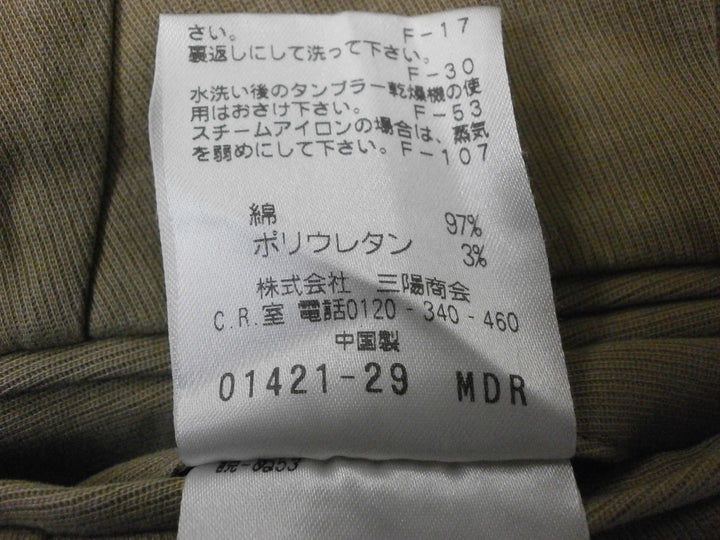 さい。 F-17
裏返しにして洗って下さい。
F-30
水洗い後のタンブラー乾燥機の使
用はおさけ下さい。 F-53
スチームアイロンの場合は、蒸気
を弱めにして下さい。F-107
綿 97%
ポリウレタン 3%
株式会社 三陽商会
C.R.室 電話0120-340-460
中国製
01421-29 MDR